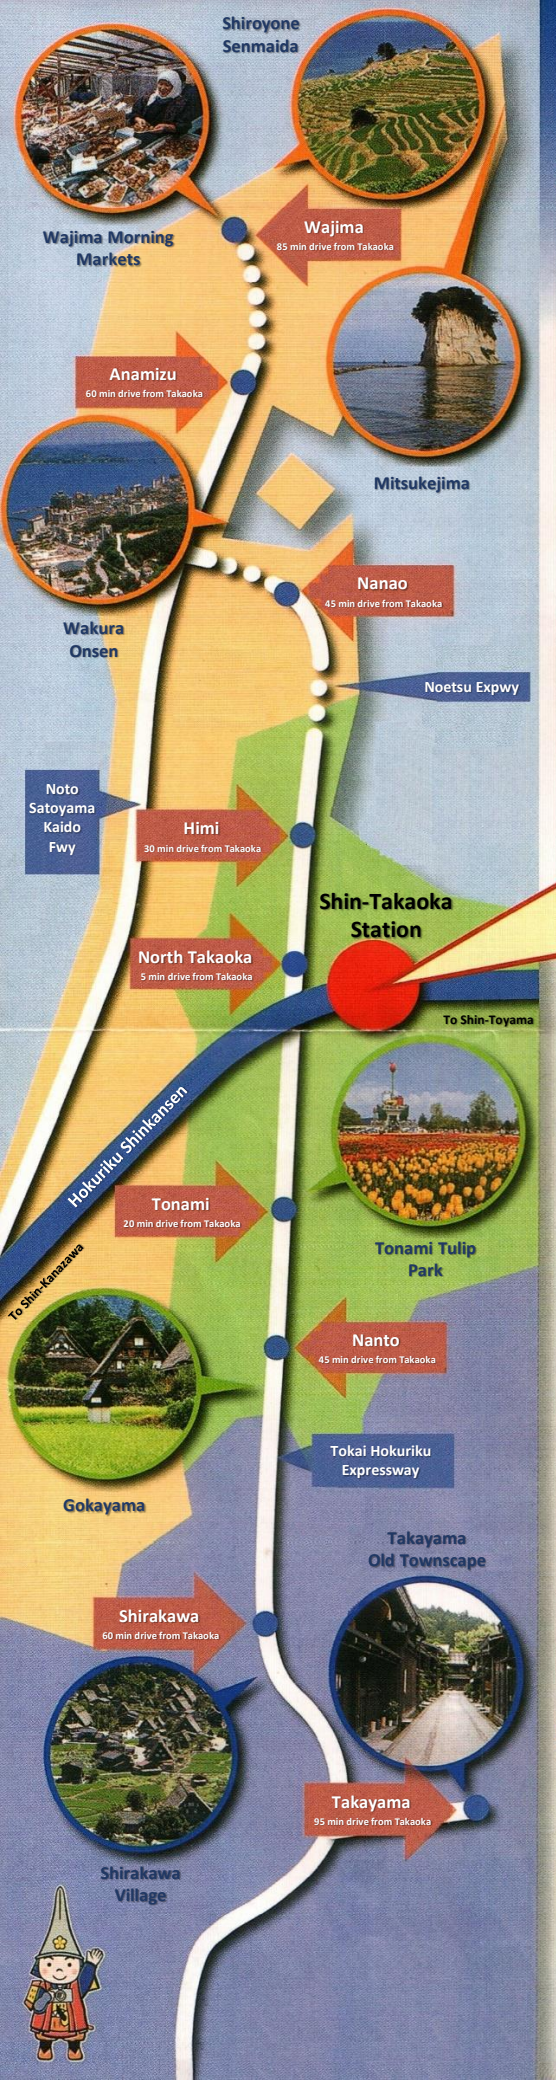 Shiroyone
Senmaida
Wajima
85 min drive from Takaoka
Wajima Morning
Markets
Anamizu
60 min drive from Takaoka
Mitsukejima
Nanao
45 min drive from Takaoka
Wakura
Onsen
Noetsu Expwy
Noto
Satoyama
Kaido
Fwy
Himi
30 min drive from Takaoka
Shin-Takaoka
Station
North Takaoka
5 min drive from Takaoka
To Shin-Toyama
Hokuriku Shinkansen
Tonami
20 min drive from Takaoka
To Shin-Kanazawa
Tonami Tulip
Park
Nanto
45 min drive from Takaoka
Tokai Hokuriku
Expressway
Gokayama
Takayama
Old Townscape
Shirakawa
60 min drive from Takaoka
Takayama
95 min drive from Takaoka
Shirakawa
Village